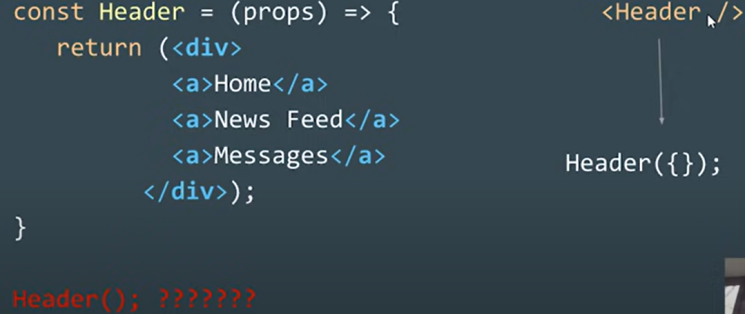 const Header = (props) => {
return (<div>
<a>Home</a>
<a>News Feed</a>
<a>Messages</a>
</div>);
}
Header(); ???????
<Header />
Header({});